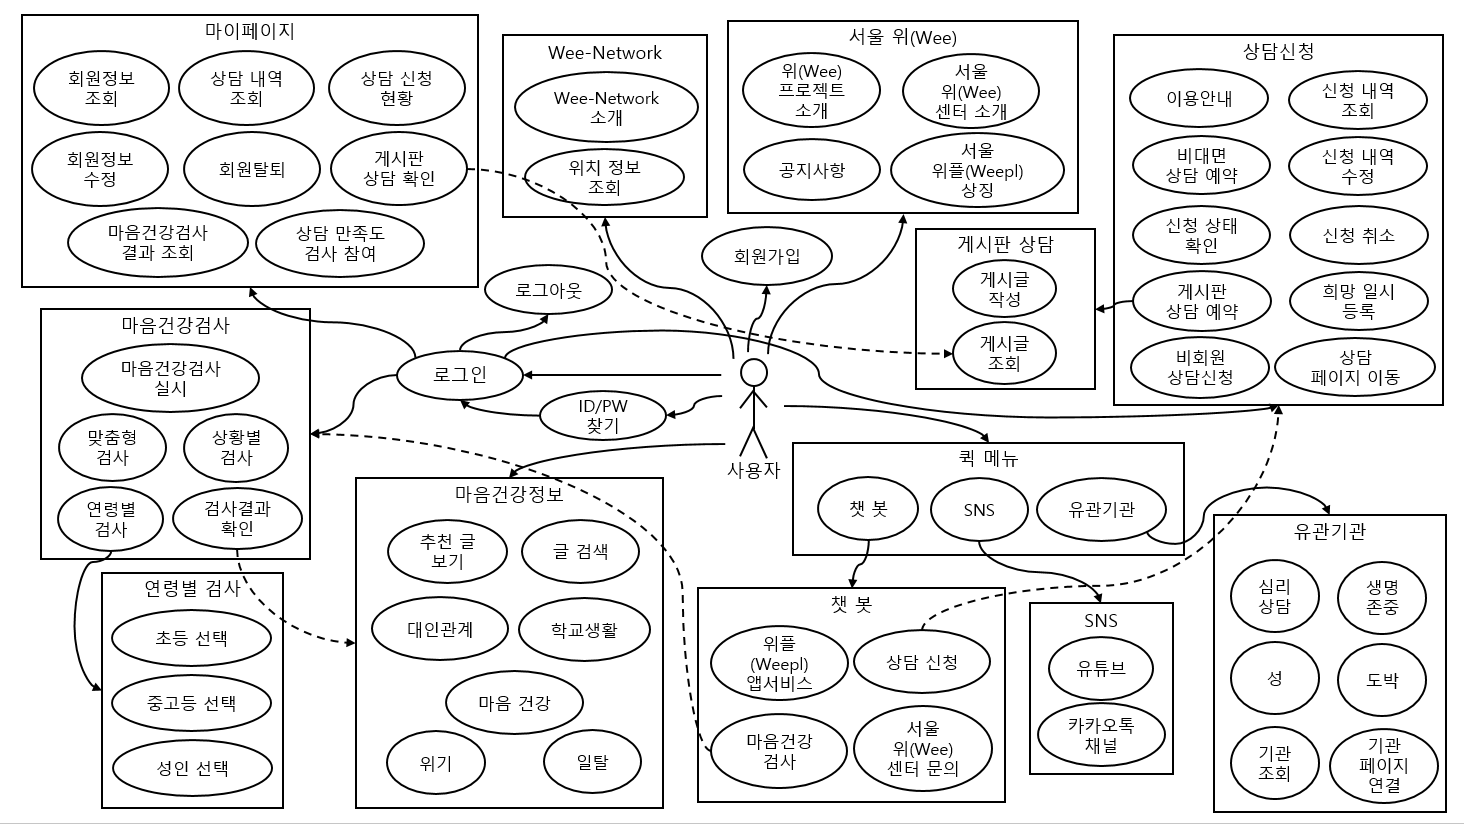 마이페이지
회원정보
조회
상담 내역
조회
상담 신청
현황
회원정보
수정
회원탈퇴
게시판
상담 확인
마음건강검사
결과 조회
상담 만족도
검사 참여
Wee-Network
Wee-Network
소개
위치 정보
조회
서울 위(Wee)
위(Wee)
프로젝트
소개
서울
위(Wee)
센터 소개
공지사항
서울
위플(Weepl)
상징
상담신청
이용안내
신청 내역
조회
비대면
상담 예약
신청 내역
수정
신청 상태
확인
신청 취소
게시판
상담 예약
희망 일시
등록
비회원
상담신청
상담
페이지 이동
게시판 상담
게시글
작성
게시글
조회
회원가입
로그아웃
로그인
ID/PW
찾기
사용자
마음건강검사
마음건강검사
실시
맞춤형
검사
상황별
검사
연령별
검사
검사결과
확인
연령별 검사
초등 선택
중고등 선택
성인 선택
마음건강정보
추천 글
보기
글 검색
대인관계
학교생활
마음 건강
위기
일탈
퀵 메뉴
챗 봇
SNS
유관기관
챗 봇
위플
(Weepl)
앱서비스
상담 신청
마음건강
검사
서울
위(Wee)
센터 문의
SNS
유튜브
카카오톡
채널
유관기관
심리
상담
생명
존중
성
도박
기관
조회
기관
페이지
연결